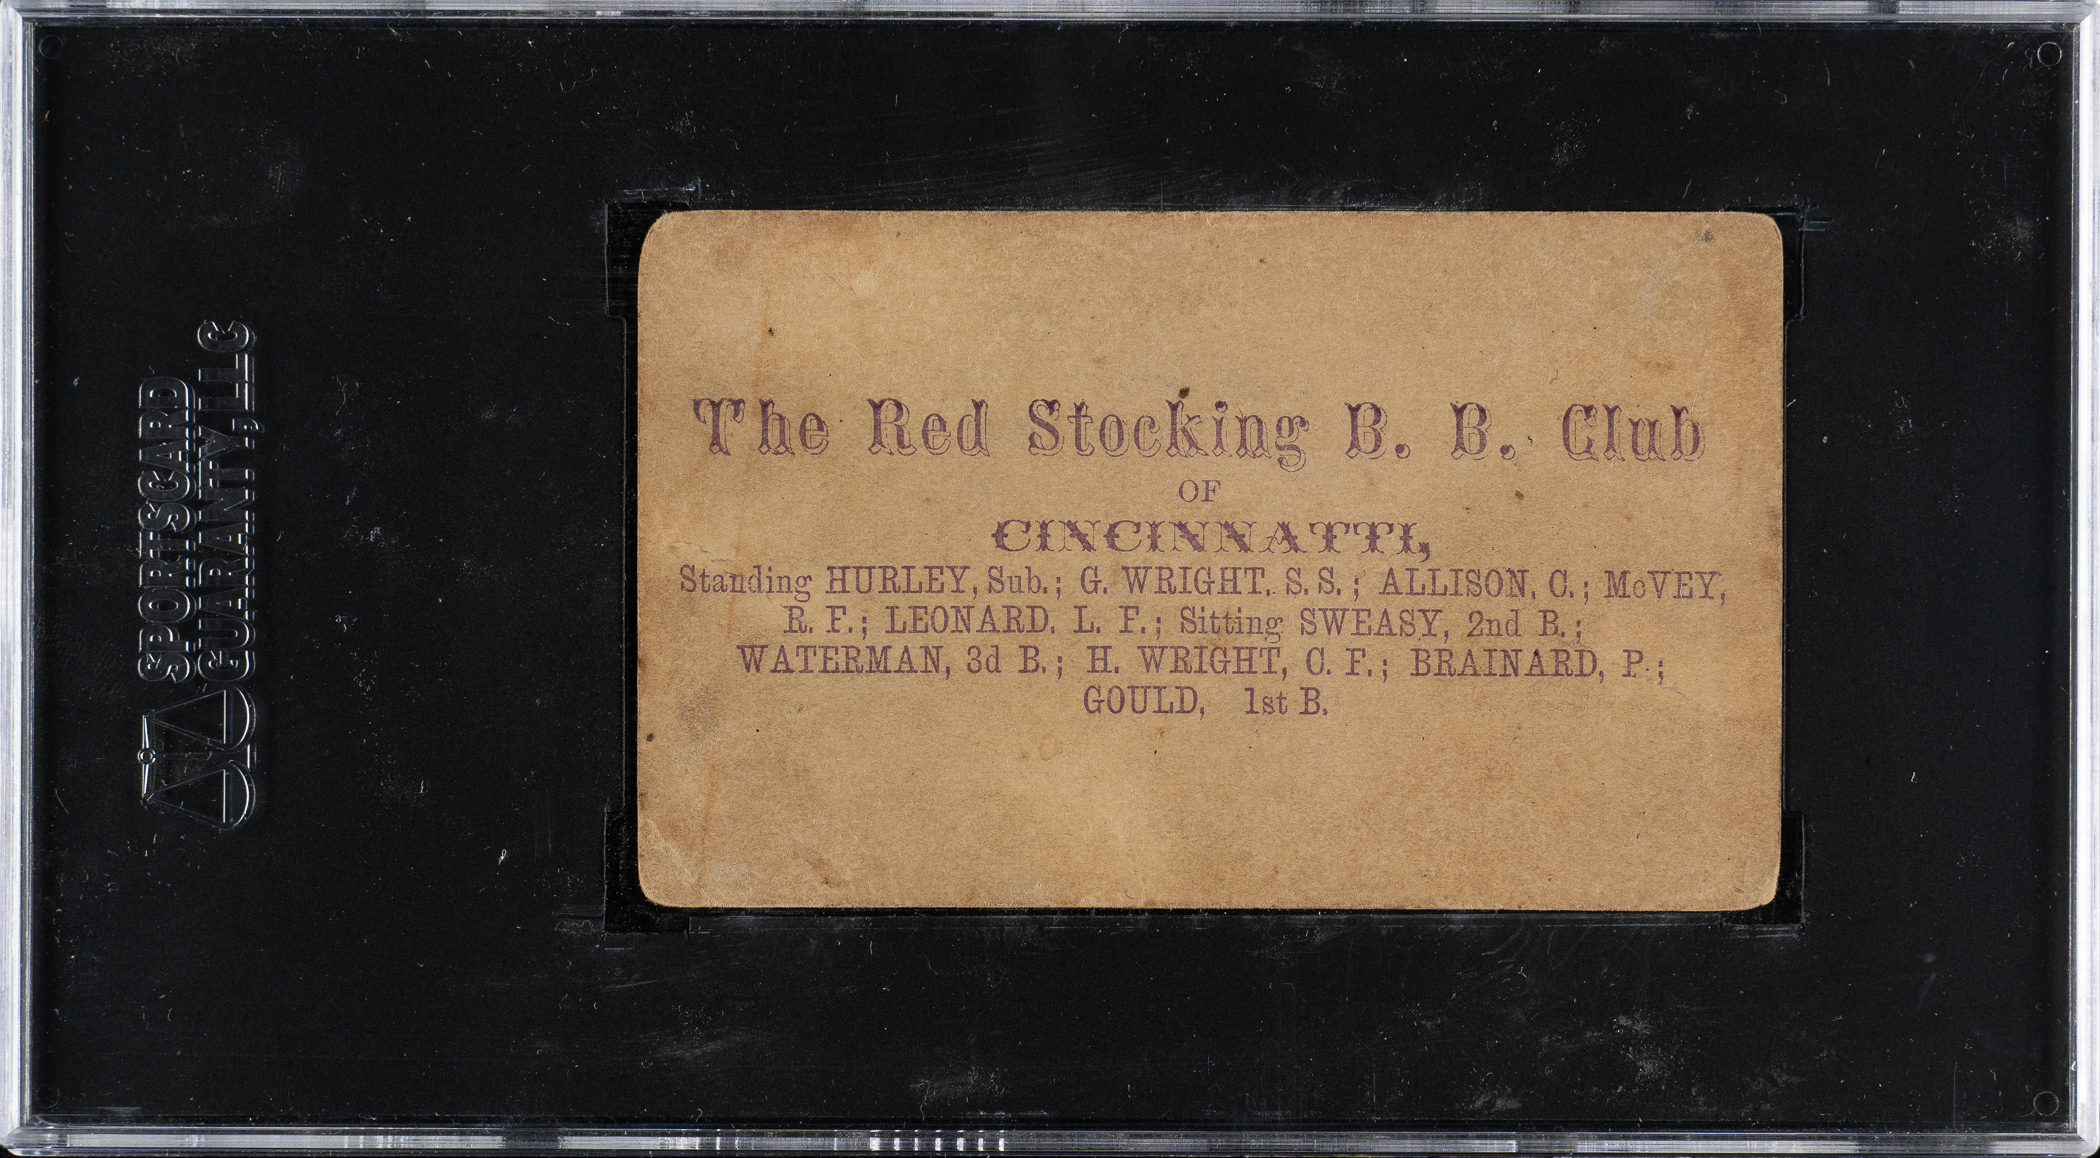 The Red Stocking B. B. Club
OF
CINCINNATTI,
Standing HURLEY, Sub.; G. WRIGHT, S. S.; ALLISON, C.; McVEY,
R. F.; LEONARD, L. F.; Sitting SWEASY, 2nd B.;
WATERMAN, 3d B.; H. WRIGHT, C. F.; BRAINARD, P.;
GOULD, 1st B.
SPORTSCARD
GUARANTY, LLC